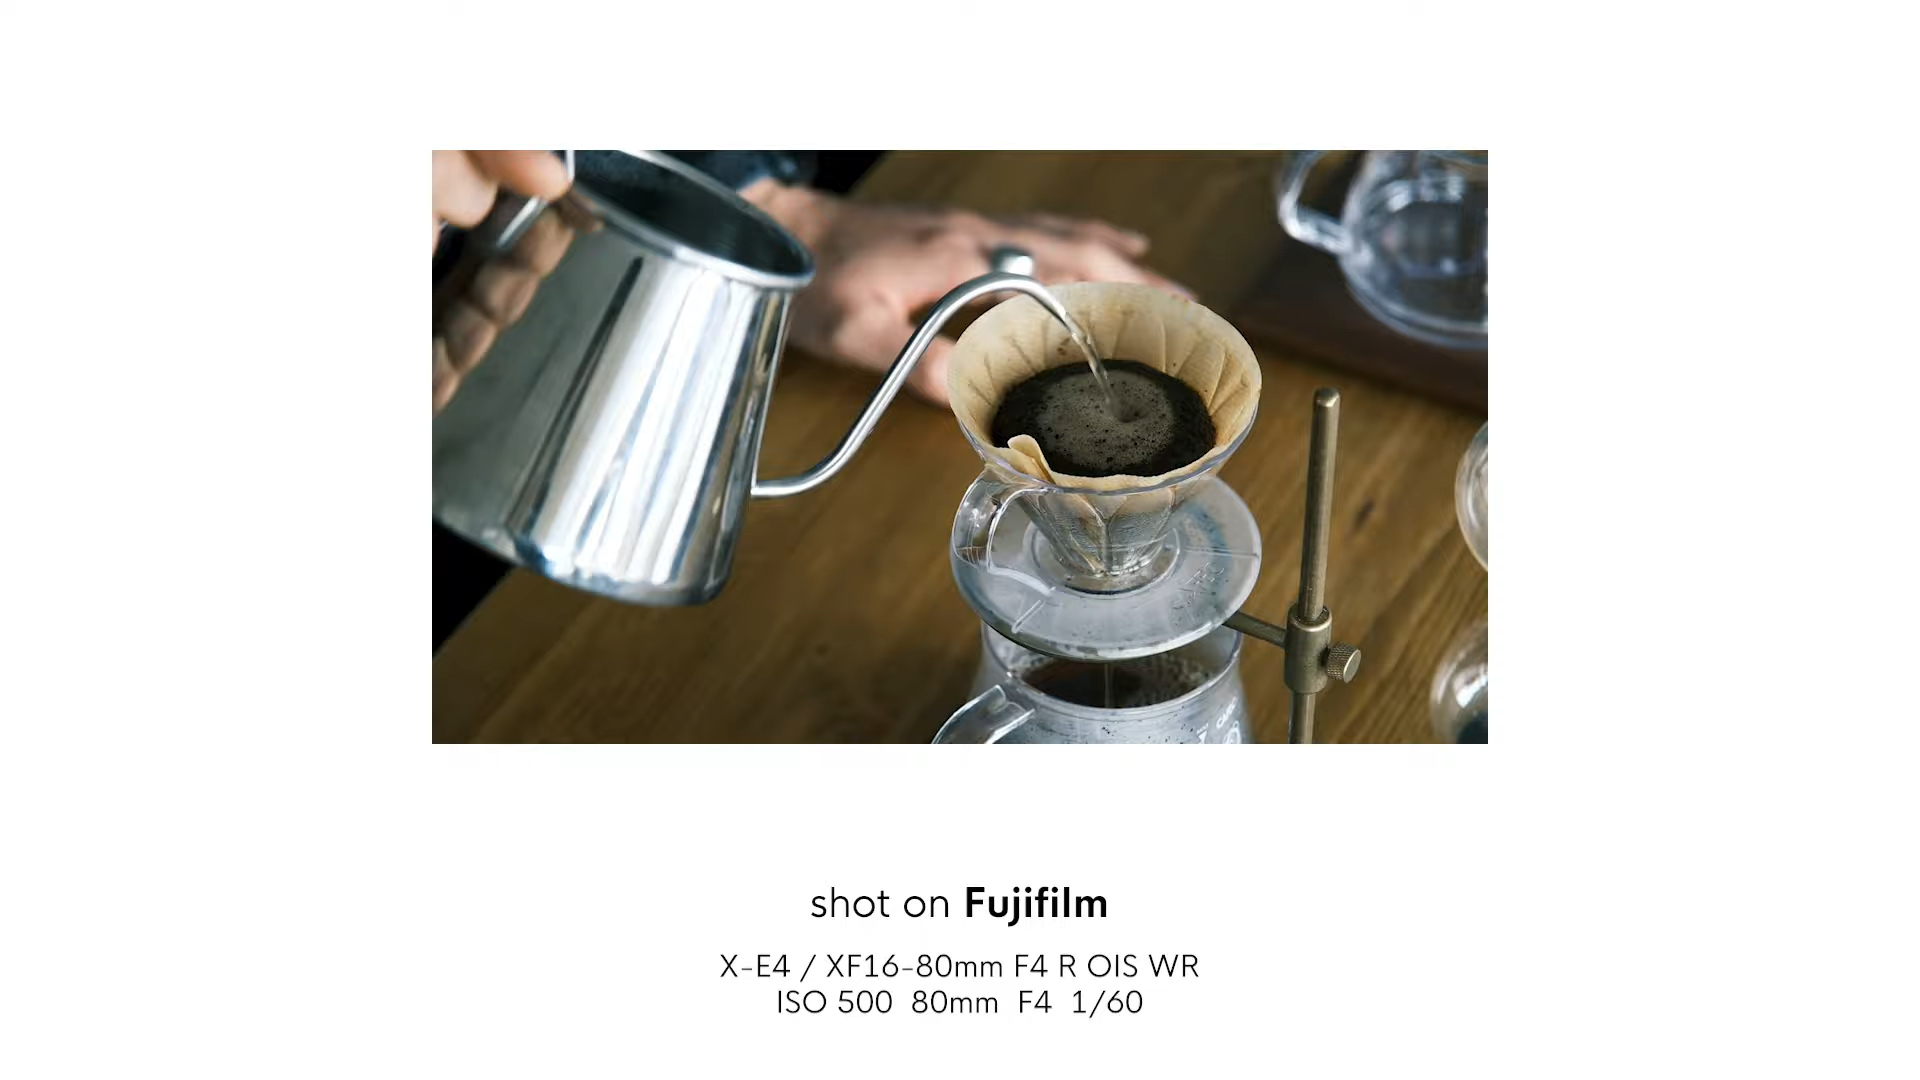 shot on Fujifilm
X-E4 / XF16-80mm F4 R OIS WR
ISO 500 80mm F4 1/60